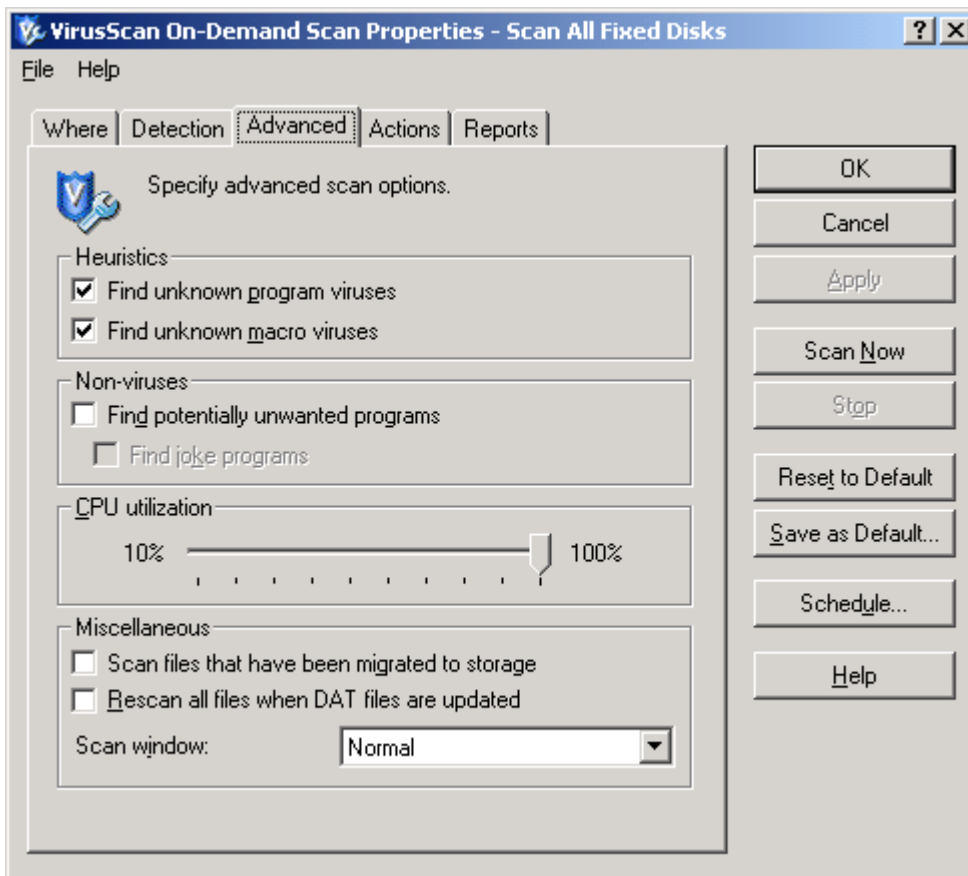 VirusScan On-Demand Scan Properties - Scan All Fixed Disks
File Help
Where Detection Advanced Actions Reports
Specify advanced scan options.
Heuristics
Find unknown program viruses
Find unknown macro viruses
Non-viruses
Find potentially unwanted programs
Find joke programs
CPU utilization
10% 100%
Miscellaneous
Scan files that have been migrated to storage
Rescan all files when DAT files are updated
Scan window: Normal
OK
Cancel
Apply
Scan Now
Stop
Reset to Default
Save as Default...
Schedule...
Help